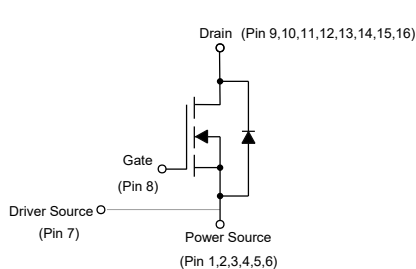 Drain (Pin 9,10,11,12,13,14,15,16)
Gate
(Pin 8)
Driver Source
(Pin 7)
Power Source
(Pin 1,2,3,4,5,6)